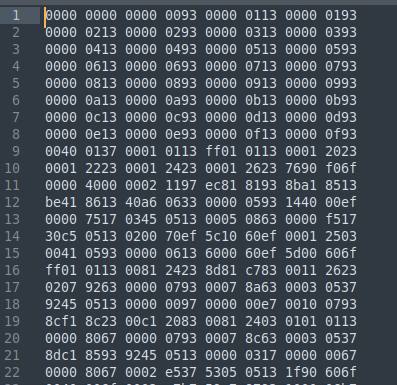 1 0000 0000 0000 0093 0000 0113 0000 0193
2 0000 0213 0000 0293 0000 0313 0000 0393
3 0000 0413 0000 0493 0000 0513 0000 0593
4 0000 0613 0000 0693 0000 0713 0000 0793
5 0000 0813 0000 0893 0000 0913 0000 0993
6 0000 0a13 0000 0a93 0000 0b13 0000 0b93
7 0000 0c13 0000 0c93 0000 0d13 0000 0d93
8 0000 0e13 0000 0e93 0000 0f13 0000 0f93
9 0040 0137 0001 0113 ff01 0113 0001 2023
10 0001 2223 0001 2423 0001 2623 7690 f06f
11 0000 4000 0002 1197 ec81 8193 8ba1 8513
12 be41 8613 40a6 0633 0000 0593 1440 00ef
13 0000 7517 0345 0513 0005 0863 0000 f517
14 30c5 0513 0200 70ef 5c10 60ef 0001 2503
15 0041 0593 0000 0613 6000 60ef 5d00 606f
16 ff01 0113 0081 2423 8d81 c783 0011 2623
17 0207 9263 0000 0793 0007 8a63 0003 0537
18 9245 0513 0000 0097 0000 00e7 0010 0793
19 8cf1 8c23 00c1 2083 0081 2403 0101 0113
20 0000 8067 0000 0793 0007 8c63 0003 0537
21 8dc1 8593 9245 0513 0000 0317 0000 0067
22 0000 8067 0002 e537 5305 0513 1f90 606f